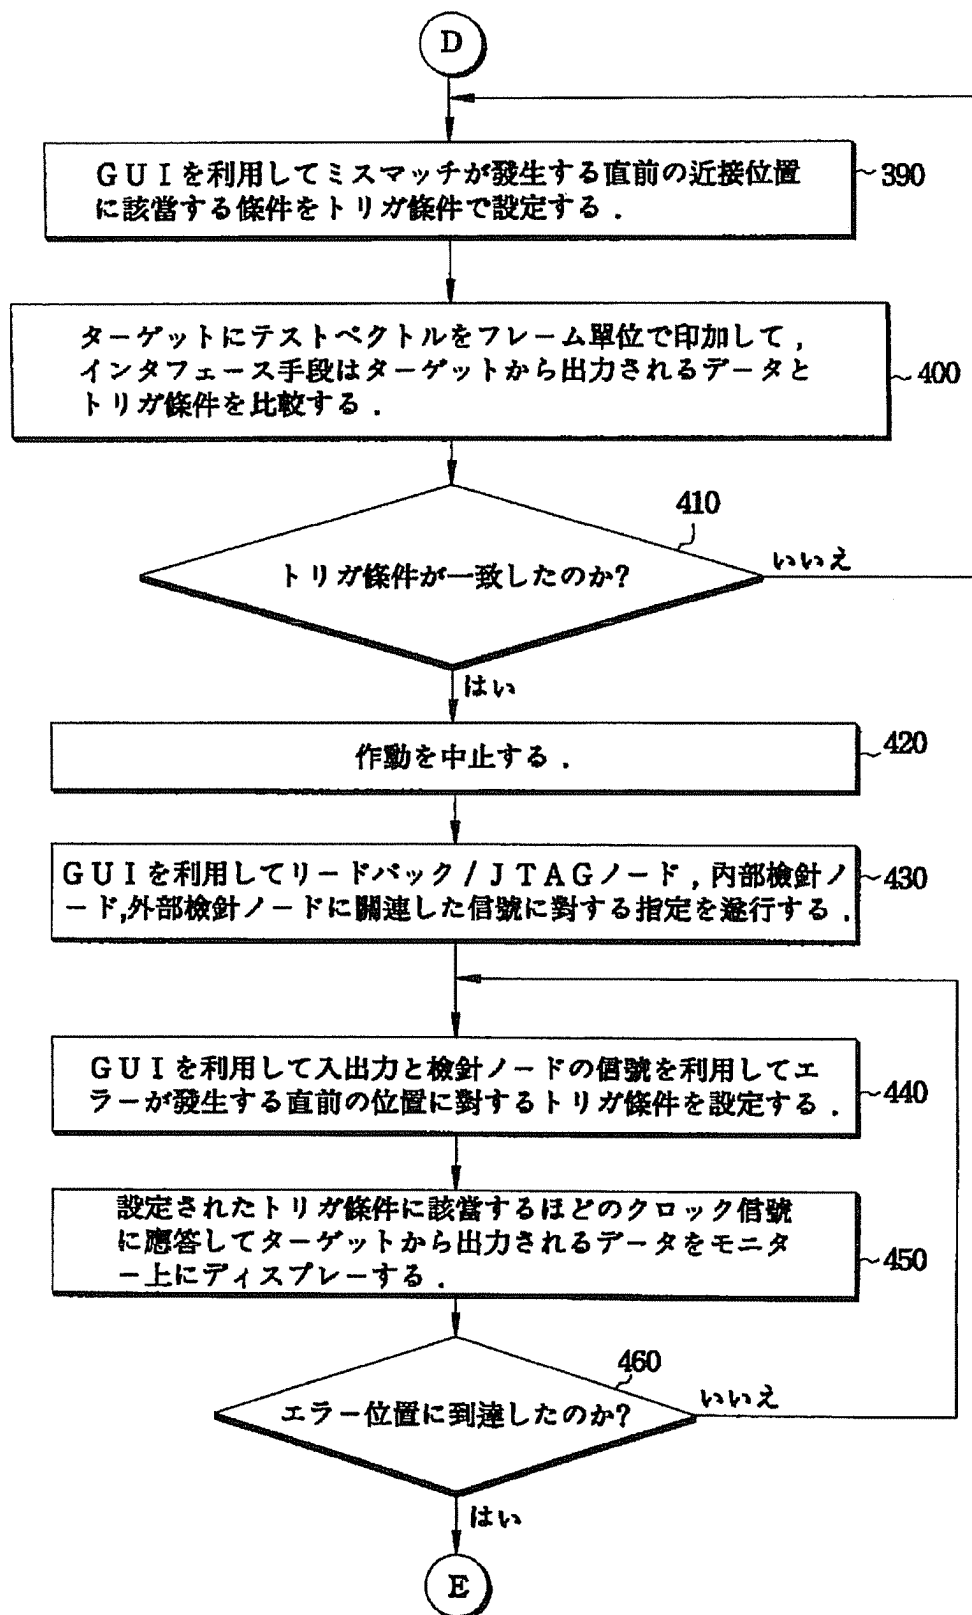 D
GUIを利用してミスマッチが發生する直前の近接位置
に該當する條件をトリガ條件で設定する．
390
ターゲットにテストベクトルをフレーム單位で印加して，
インタフェース手段はターゲットから出力されるデータと
トリガ條件を比較する．
400
410
トリガ條件が一致したのか?
いいえ
はい
作動を中止する．
420
GUIを利用してリードバック/JTAGノード，内部檢針ノ
ード,外部檢針ノードに關連した信號に對する指定を遂行する．
430
GUIを利用して入出力と檢針ノードの信號を利用してエ
ラーが發生する直前の位置に對するトリガ條件を設定する．
440
設定されたトリガ條件に該當するほどのクロック信號
に應答してターゲットから出力されるデータをモニタ
ー上にディスプレーする．
450
460
エラー位置に到達したのか?
いいえ
はい
E